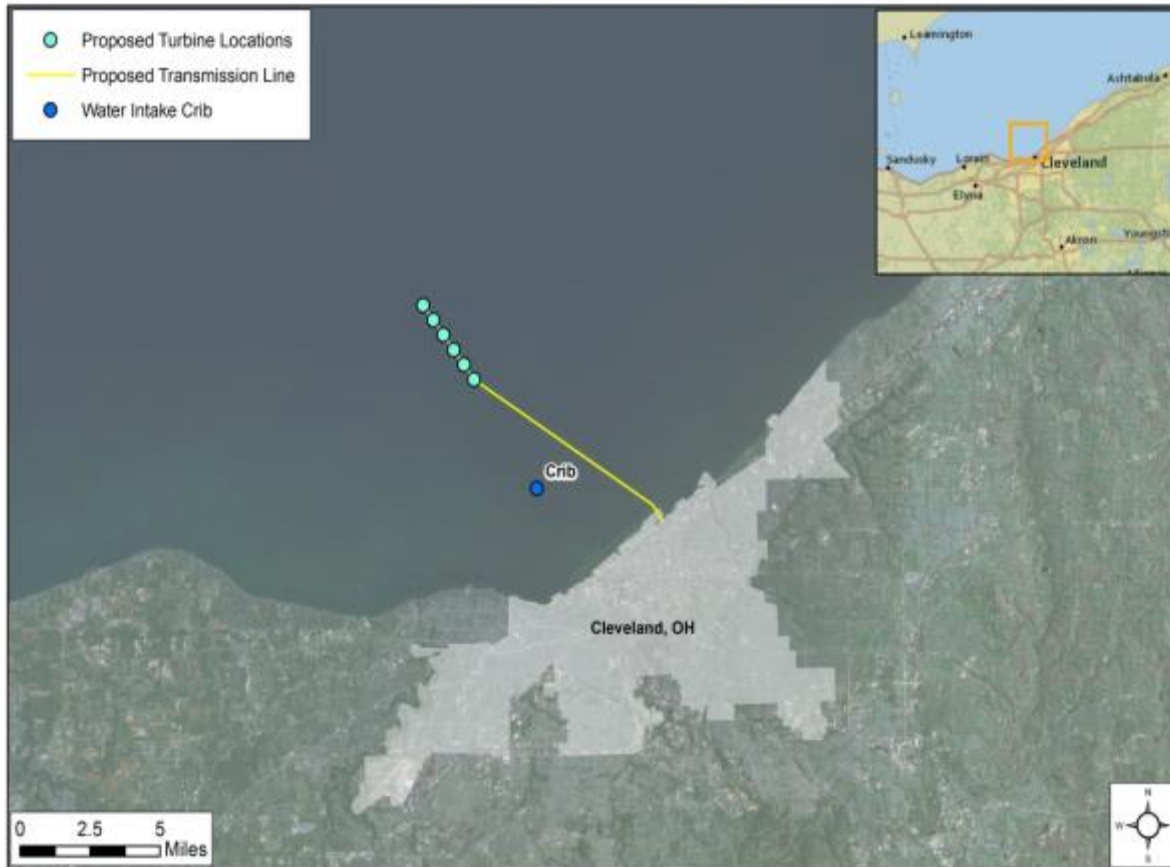 Proposed Turbine Locations
Proposed Transmission Line
Water Intake Crib
Leamington
Ashtabula
Sandusky
Lorain
Cleveland
Elyria
Akron
Youngst
Crib
Cleveland, OH
0 2.5 5
Miles
N
W
S